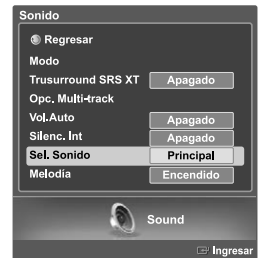 Sonido
Regresar
Modo
Trusurround SRS XT Apagado
Opc. Multi-track
Vol.Auto Apagado
Silenc. Int Apagado
Sel. Sonido Principal
Melodía Encendido
Sound
Ingresar